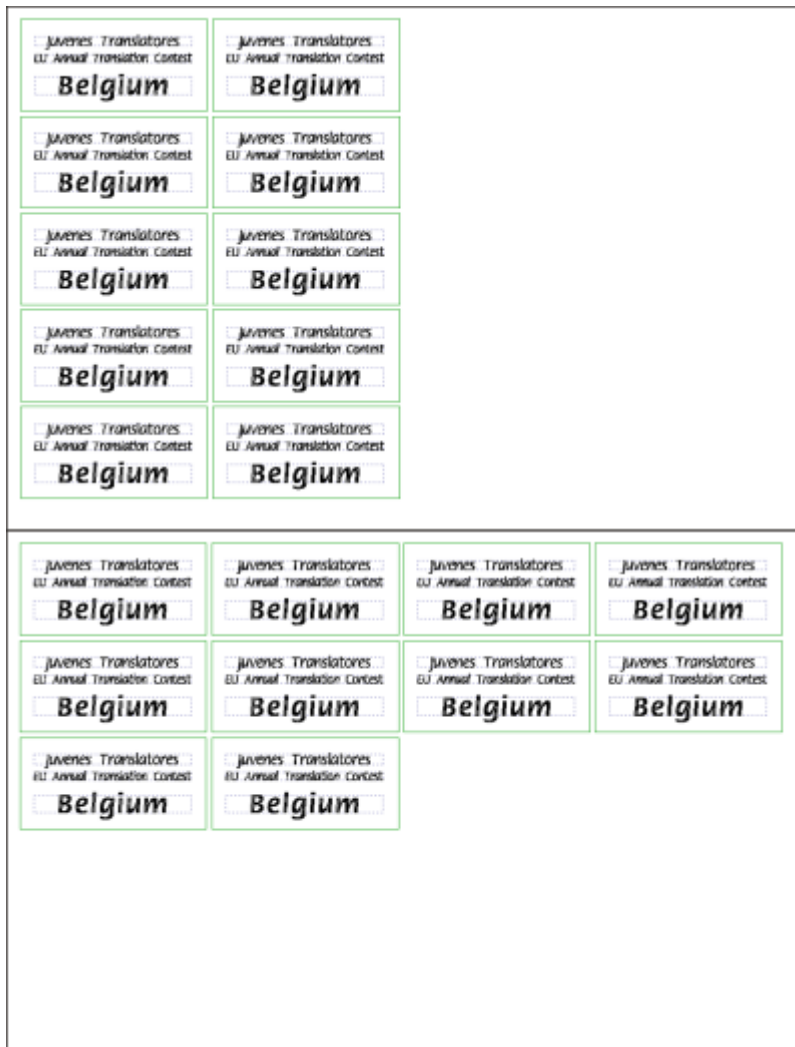 Juvenes Translatores Juvenes Translatores
EU Annual Translation Contest EU Annual Translation Contest
Belgium Belgium
Juvenes Translatores Juvenes Translatores
EU Annual Translation Contest EU Annual Translation Contest
Belgium Belgium
Juvenes Translatores Juvenes Translatores
EU Annual Translation Contest EU Annual Translation Contest
Belgium Belgium
Juvenes Translatores Juvenes Translatores
EU Annual Translation Contest EU Annual Translation Contest
Belgium Belgium
Juvenes Translatores Juvenes Translatores
EU Annual Translation Contest EU Annual Translation Contest
Belgium Belgium
Juvenes Translatores Juvenes Translatores Juvenes Translatores Juvenes Translatores
EU Annual Translation Contest EU Annual Translation Contest EU Annual Translation Contest EU Annual Translation Contest
Belgium Belgium Belgium Belgium
Juvenes Translatores Juvenes Translatores Juvenes Translatores Juvenes Translatores
EU Annual Translation Contest EU Annual Translation Contest EU Annual Translation Contest EU Annual Translation Contest
Belgium Belgium Belgium Belgium
Juvenes Translatores Juvenes Translatores
EU Annual Translation Contest EU Annual Translation Contest
Belgium Belgium